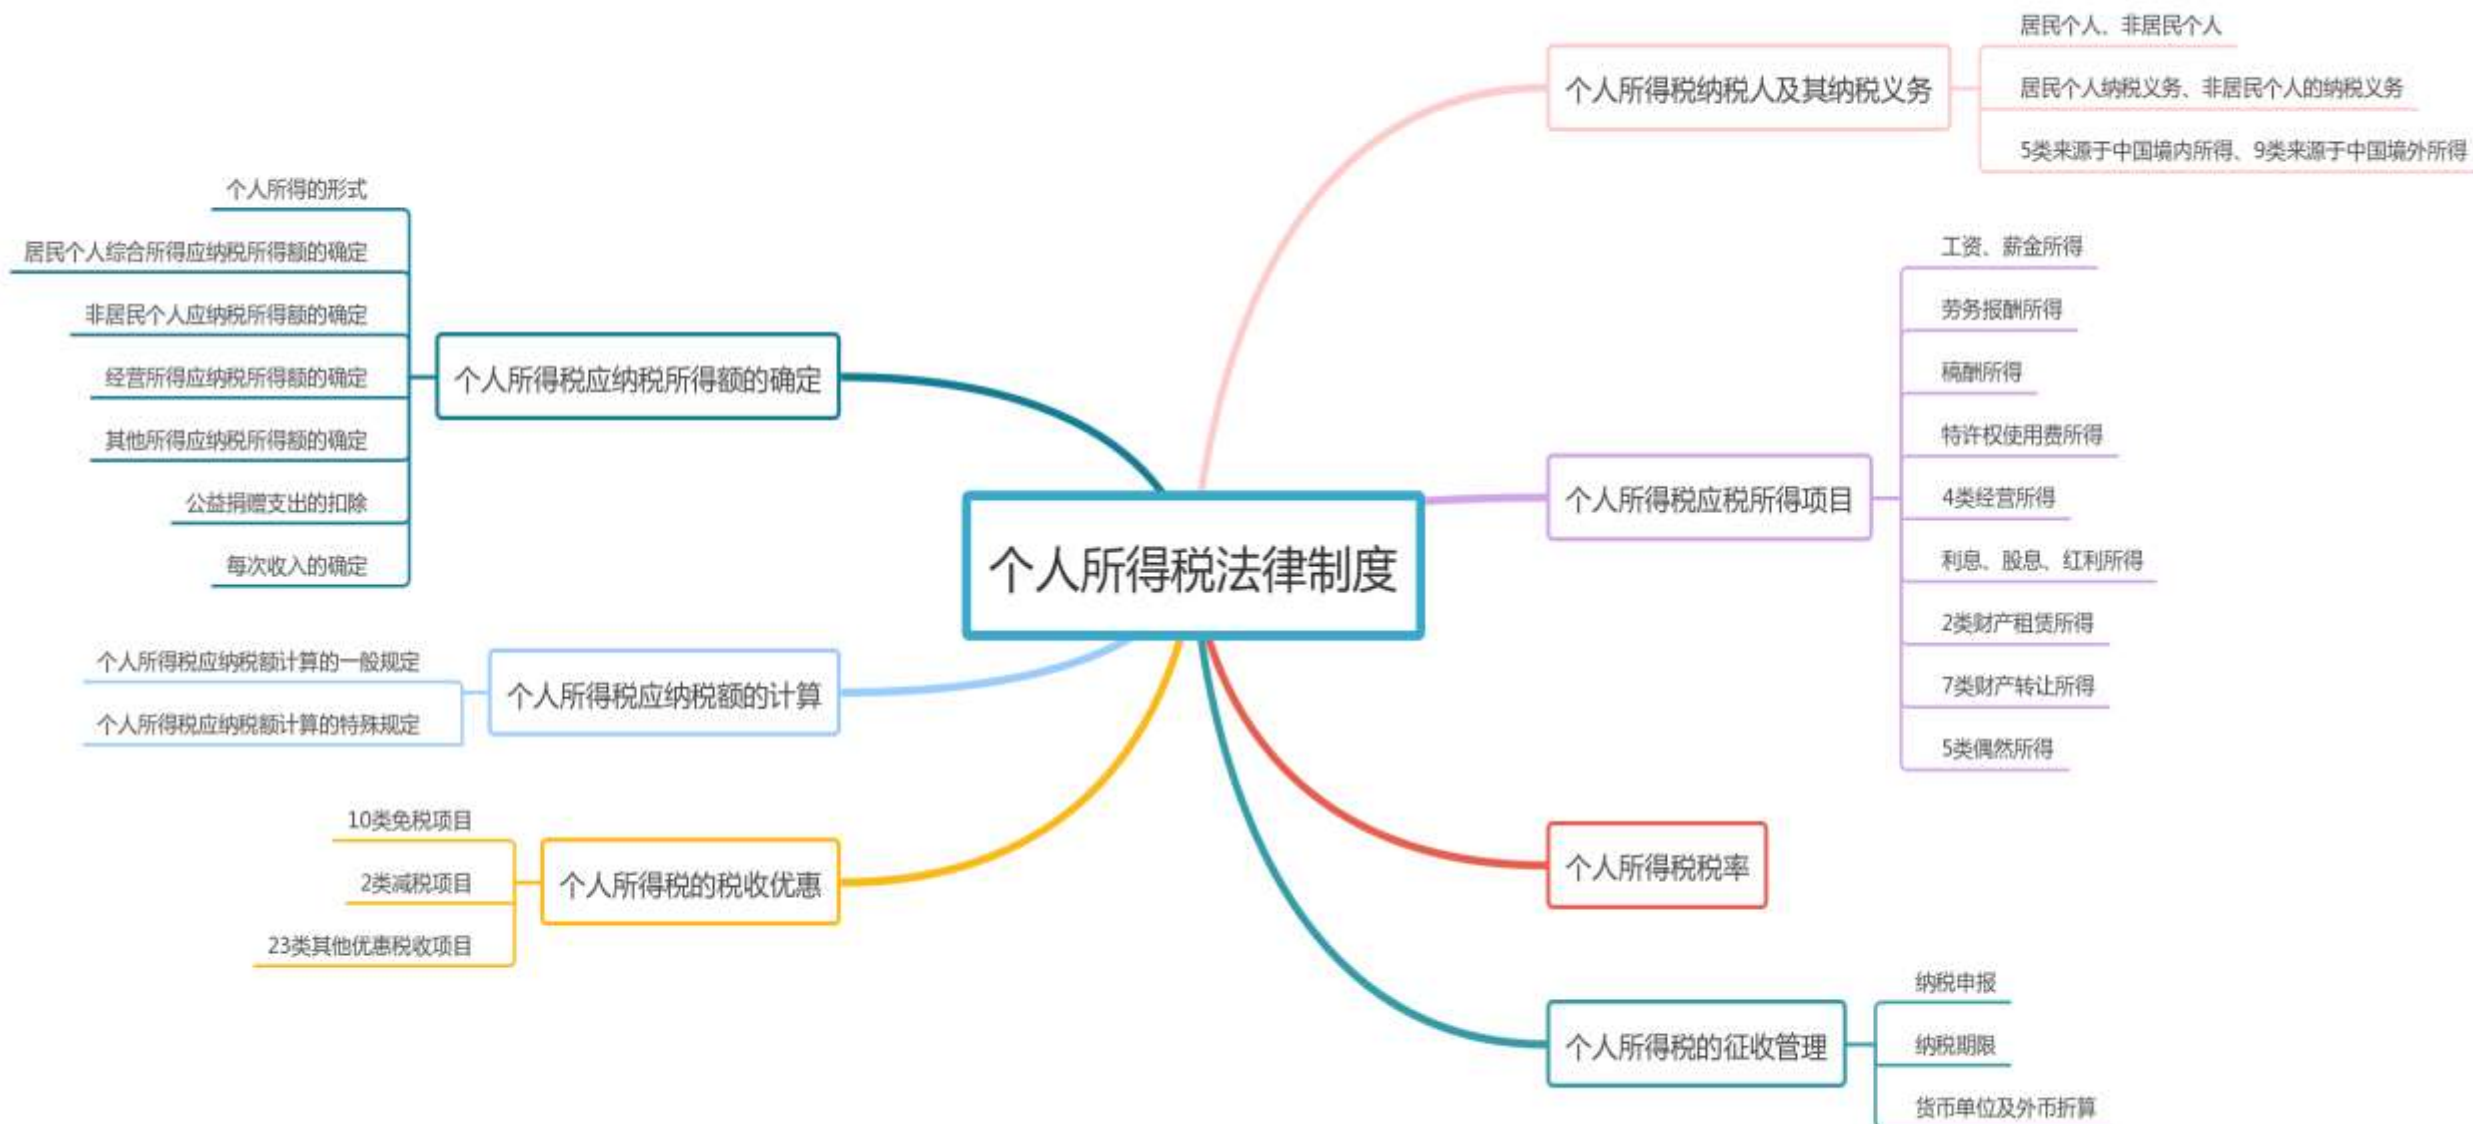 个人所得税法律制度
个人所得税纳税人及其纳税义务
居民个人、非居民个人
居民个人纳税义务、非居民个人的纳税义务
5类来源于中国境内所得、9类来源于中国境外所得
个人所得税应税所得项目
工资、薪金所得
劳务报酬所得
稿酬所得
特许权使用费所得
4类经营所得
利息、股息、红利所得
2类财产租赁所得
7类财产转让所得
5类偶然所得
个人所得税税率
个人所得税的征收管理
纳税申报
纳税期限
货币单位及外币折算
个人所得税应纳税所得额的确定
个人所得的形式
居民个人综合所得应纳税所得额的确定
非居民个人应纳税所得额的确定
经营所得应纳税所得额的确定
其他所得应纳税所得额的确定
公益捐赠支出的扣除
每次收入的确定
个人所得税应纳税额的计算
个人所得税应纳税额计算的一般规定
个人所得税应纳税额计算的特殊规定
个人所得税的税收优惠
10类免税项目
2类减税项目
23类其他优惠税收项目